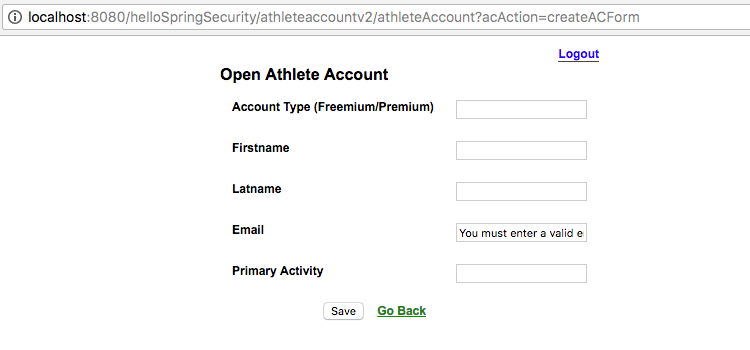 localhost:8080/helloSpringSecurity/athleteaccountv2/athleteAccount?acAction=createACForm
Logout
Open Athlete Account
Account Type (Freemium/Premium)
Firstname
Latname
Email You must enter a valid e
Primary Activity
Save Go Back